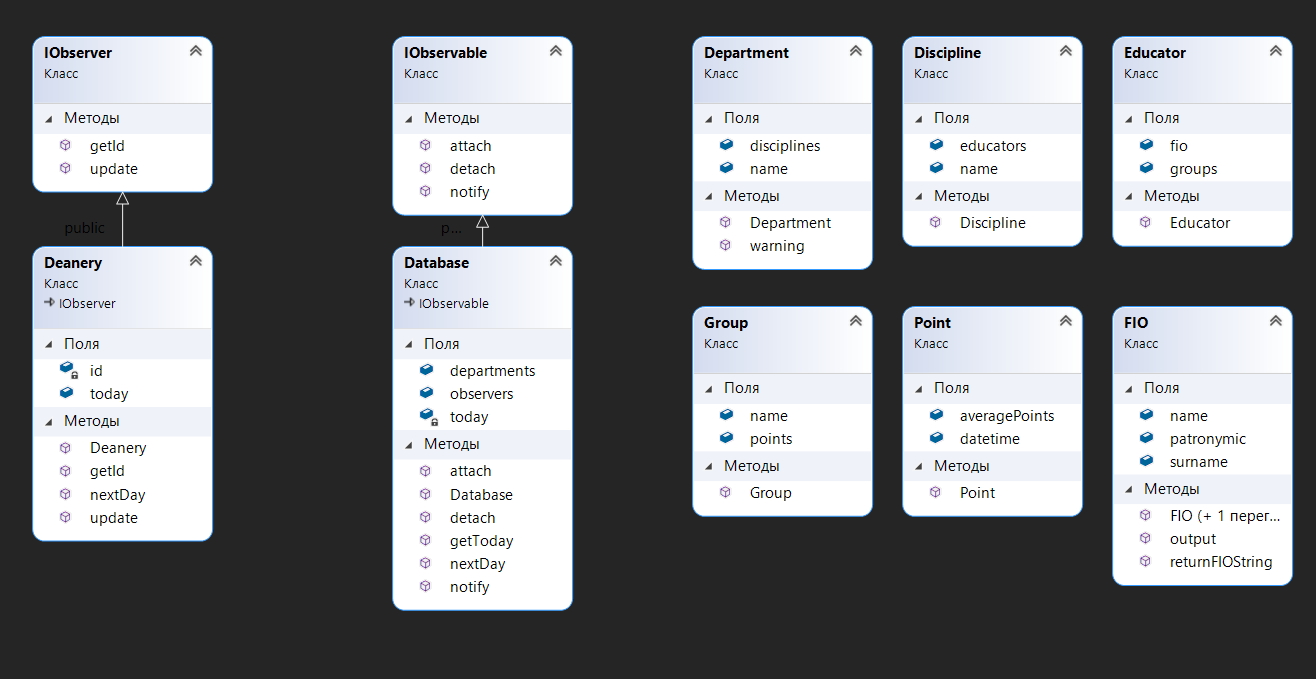 IObserver
Класс
Методы
getId
update
public
Deanery
Класс
IObserver
Поля
id
today
Методы
Deanery
getId
nextDay
update
IObservable
Класс
Методы
attach
detach
notify
p...
Database
Класс
IObservable
Поля
departments
observers
today
Методы
attach
Database
detach
getToday
nextDay
notify
Department
Класс
Поля
disciplines
name
Методы
Department
warning
Discipline
Класс
Поля
educators
name
Методы
Discipline
Educator
Класс
Поля
fio
groups
Методы
Educator
Group
Класс
Поля
name
points
Методы
Group
Point
Класс
Поля
averagePoints
datetime
Методы
Point
FIO
Класс
Поля
name
patronymic
surname
Методы
FIO (+ 1 перег...
output
returnFIOString